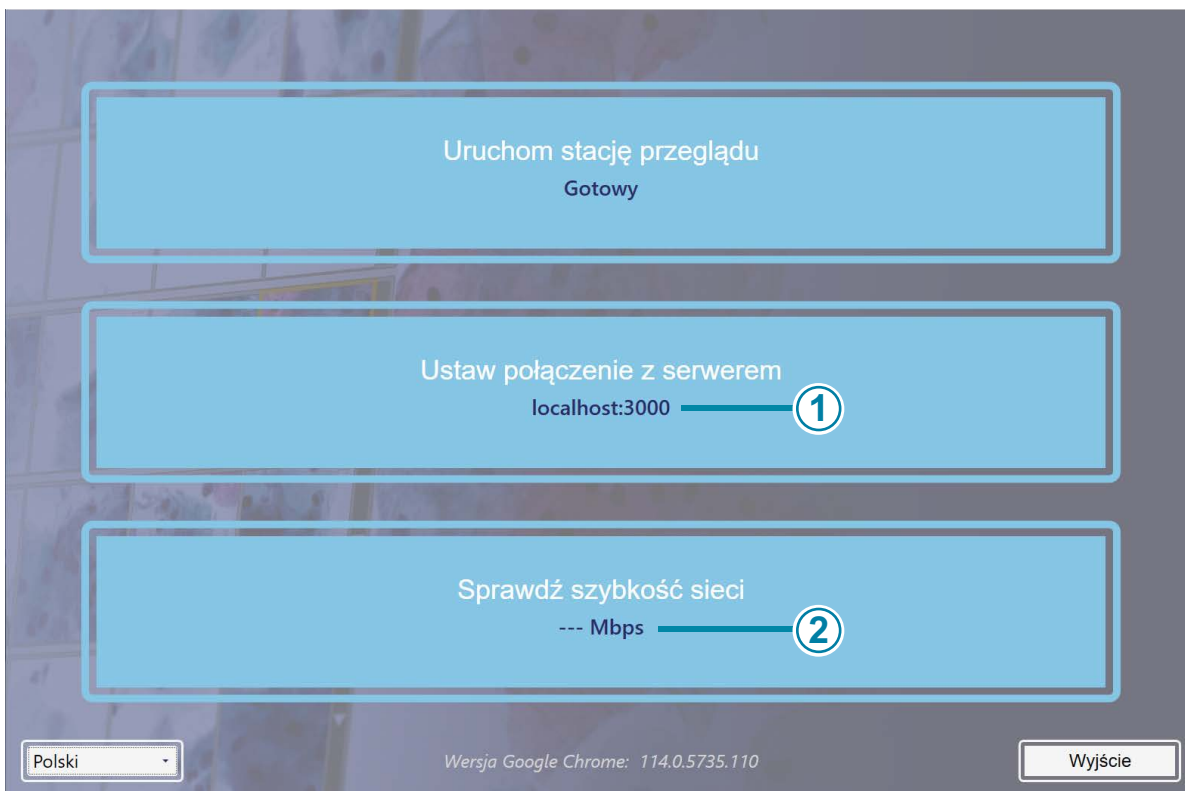 Uruchom stację przeglądu
Gotowy
Ustaw połączenie z serwerem
localhost:3000
1
Sprawdź szybkość sieci
--- Mbps
2
Polski
Wersja Google Chrome: 114.0.5735.110
Wyjście